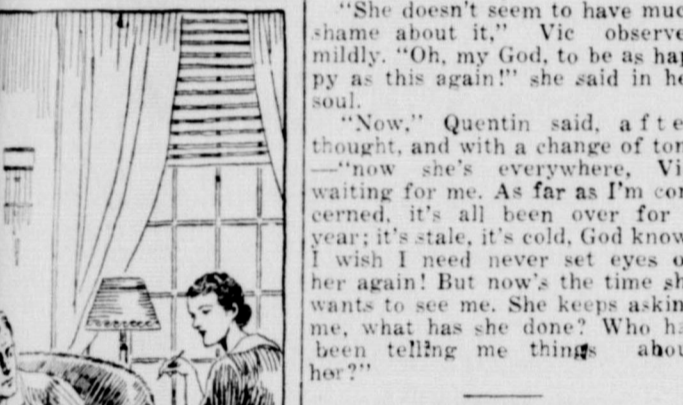 "She doesn't seem to have muc
shame about it," Vic observe
mildly. "Oh, my God, to be as hap
py as this again!" she said in he
soul.
"Now," Quentin said, afte
thought, and with a change of ton
—"now she's everywhere, Vi
waiting for me. As far as I'm con
cerned, it's all been over for
year; it's stale, it's cold, God know
I wish I need never set eyes o
her again! But now's the time sh
wants to see me. She keeps askin
me, what has she done? Who ha
been telling me things abou
her?"